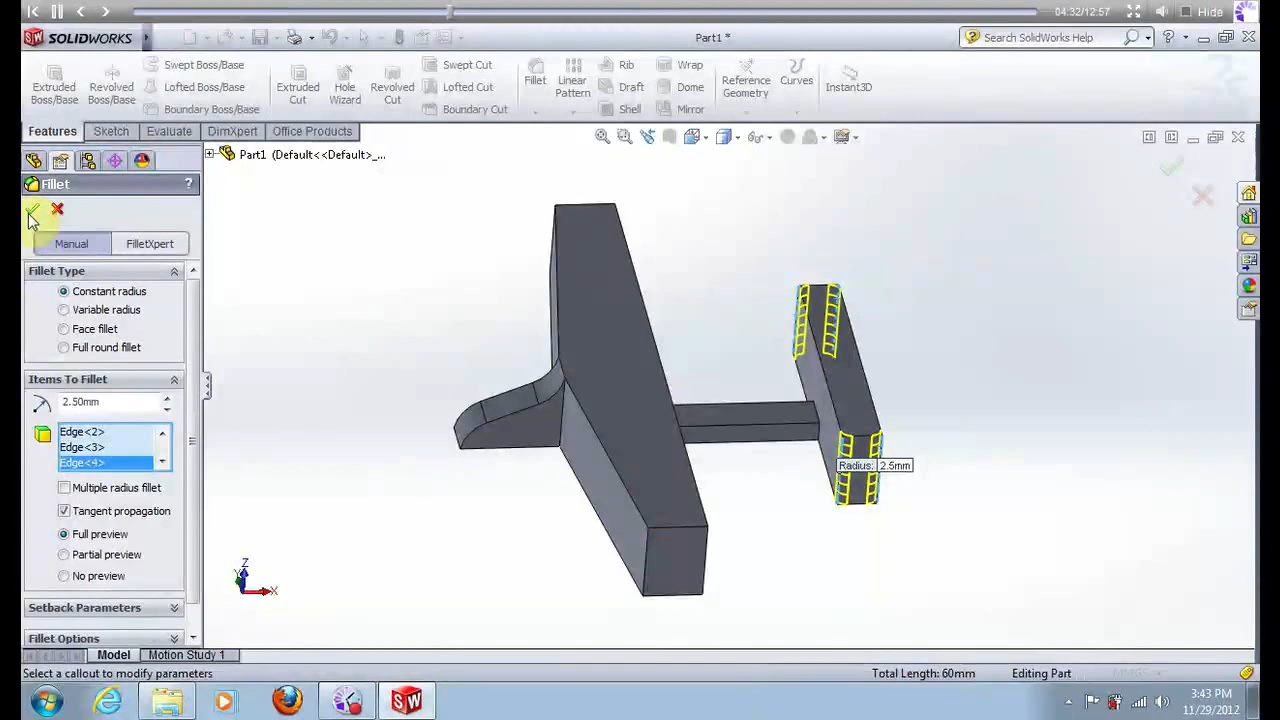 04:32/12:57 Hide
SW SOLIDWORKS Part1 * Search SolidWorks Help ?
Extruded Boss/Base
Revolved Boss/Base
Swept Boss/Base
Lofted Boss/Base
Boundary Boss/Base
Extruded Cut
Hole Wizard
Revolved Cut
Swept Cut
Lofted Cut
Boundary Cut
Fillet
Linear Pattern
Rib
Draft
Shell
Wrap
Dome
Mirror
Reference Geometry
Curves
Instant3D
Features Sketch Evaluate DimXpert Office Products
Part1 (Default<<Default>_...
Fillet ?
Manual FilletXpert
Fillet Type
Constant radius
Variable radius
Face fillet
Full round fillet
Items To Fillet
2.50mm
Edge<2>
Edge<3>
Edge<4>
Multiple radius fillet
Tangent propagation
Full preview
Partial preview
No preview
Setback Parameters
Fillet Options
Radius: 2.5mm
Z
Y
X
Model Motion Study 1
Select a callout to modify parameters Total Length: 60mm Editing Part
SW
3:43 PM
11/29/2012